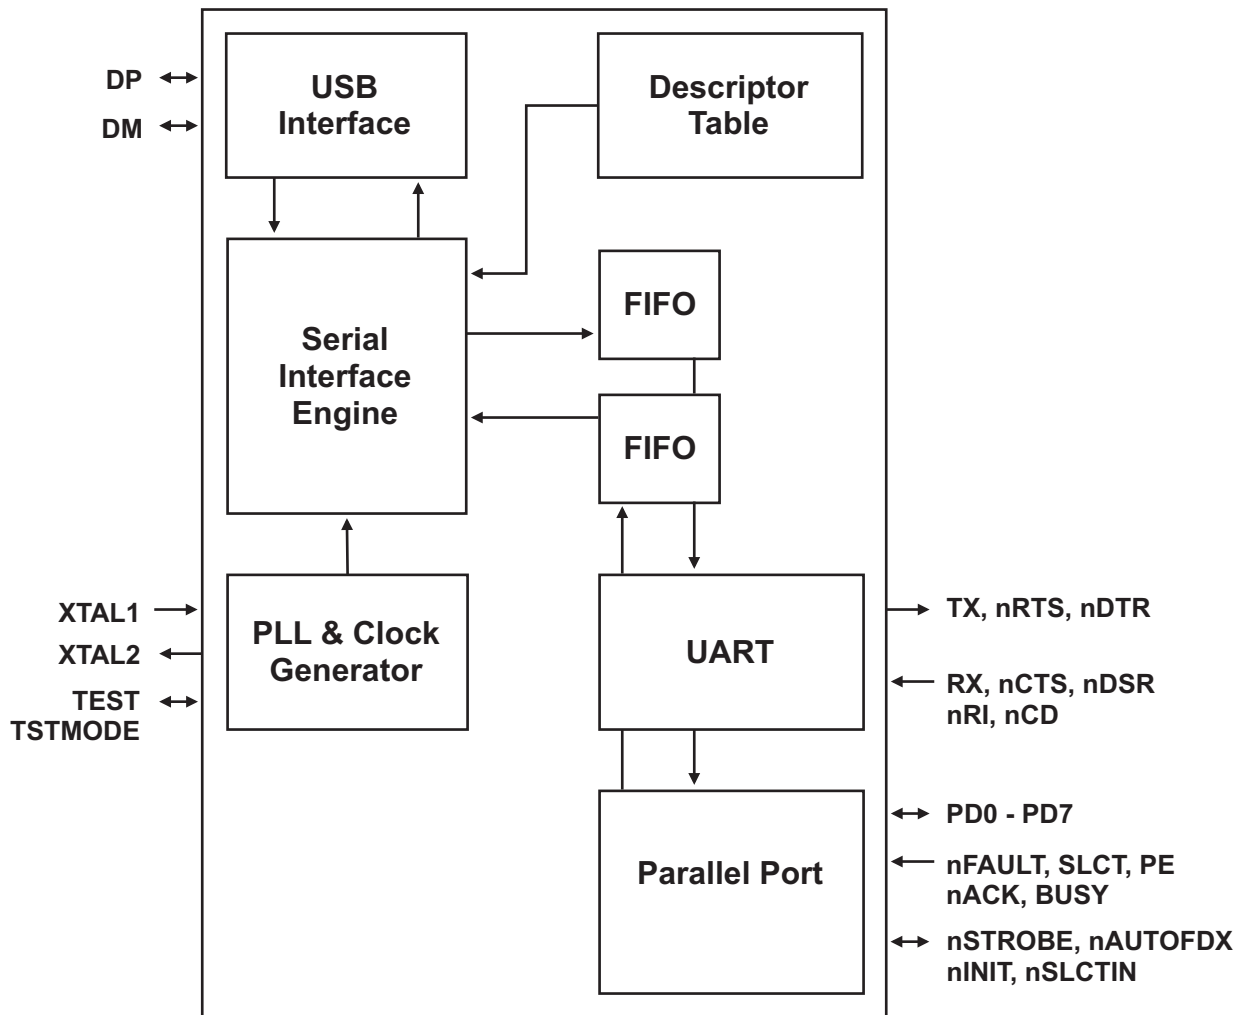 USB
Interface
Descriptor
Table
DP
DM
FIFO
Serial
Interface
Engine
FIFO
XTAL1
XTAL2
TEST
TSTMODE
PLL & Clock
Generator
UART
TX, nRTS, nDTR
RX, nCTS, nDSR
nRI, nCD
Parallel Port
PD0 - PD7
nFAULT, SLCT, PE
nACK, BUSY
nSTROBE, nAUTOFDX
nINIT, nSLCTIN